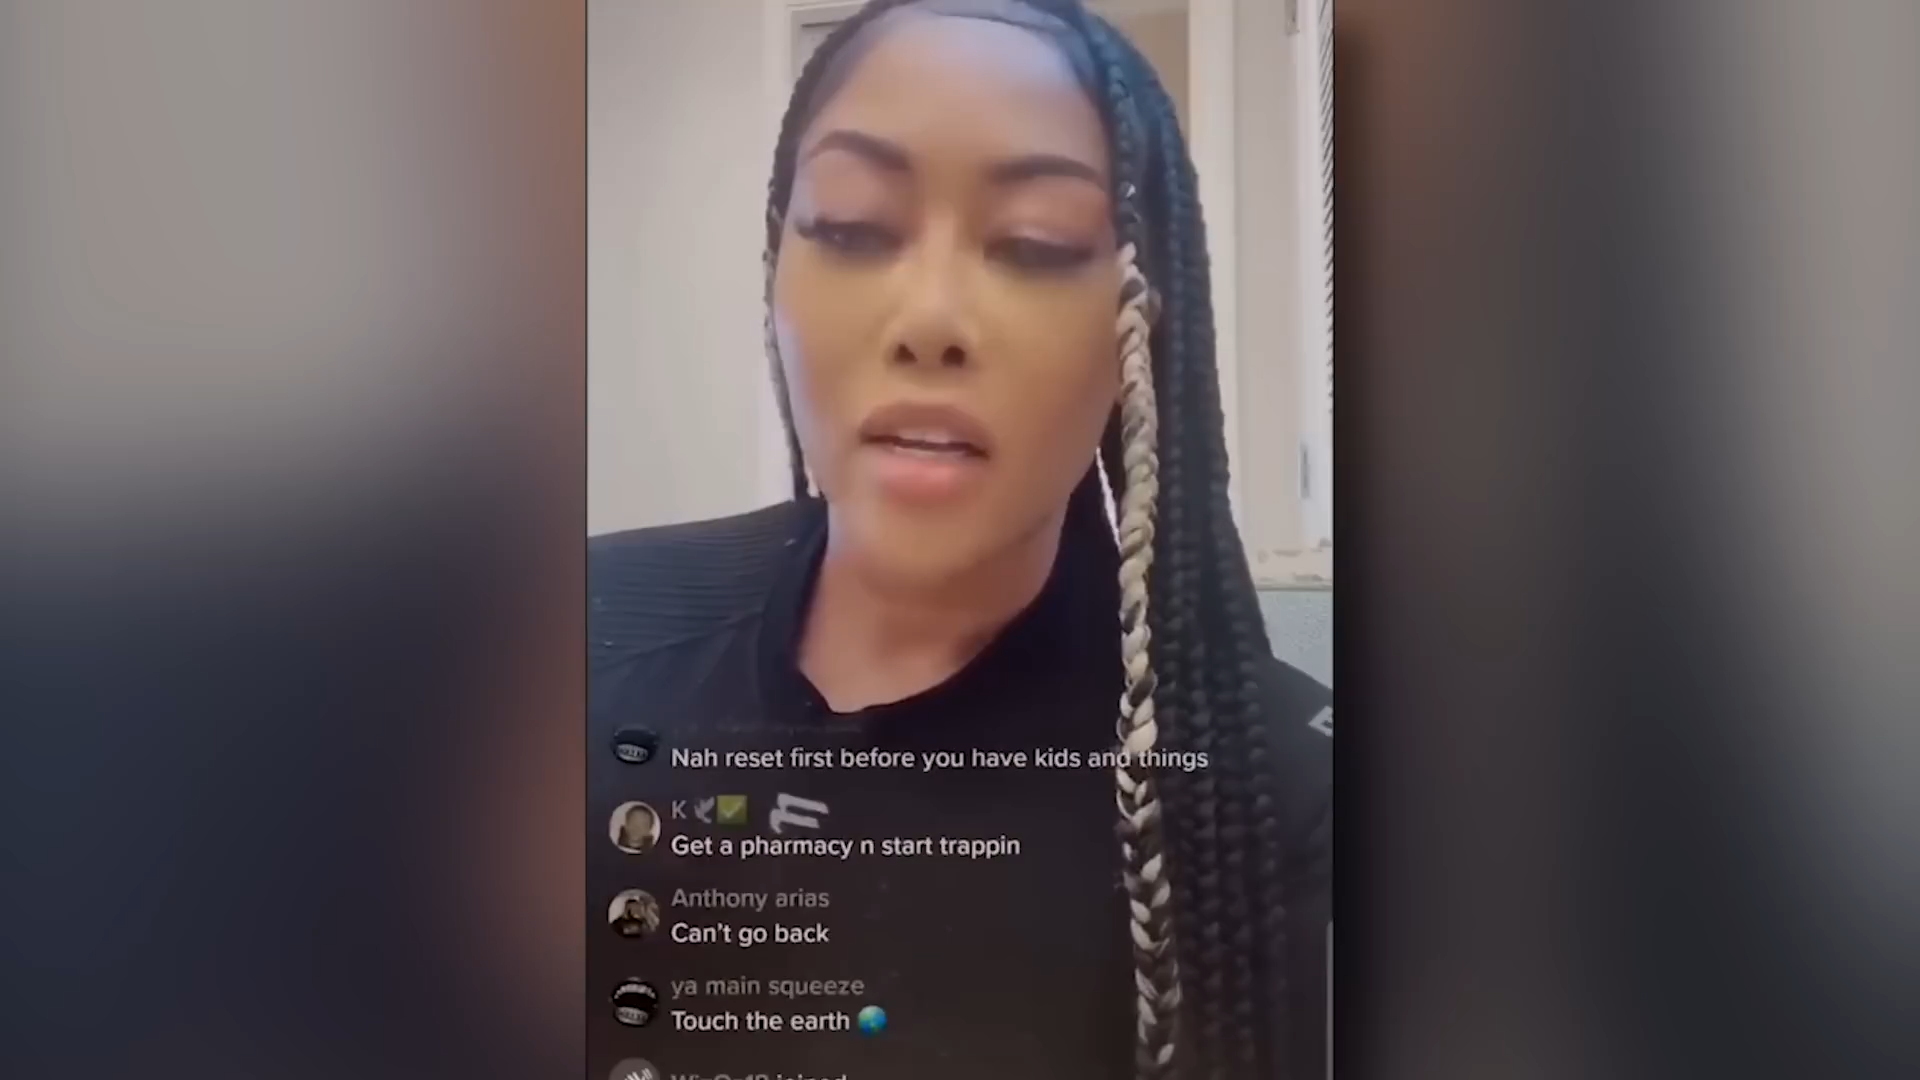 Nah reset first before you have kids and things
K 🕊✅
Get a pharmacy n start trappin
Anthony arias
Can't go back
ya main squeeze
Touch the earth 🌏
joined